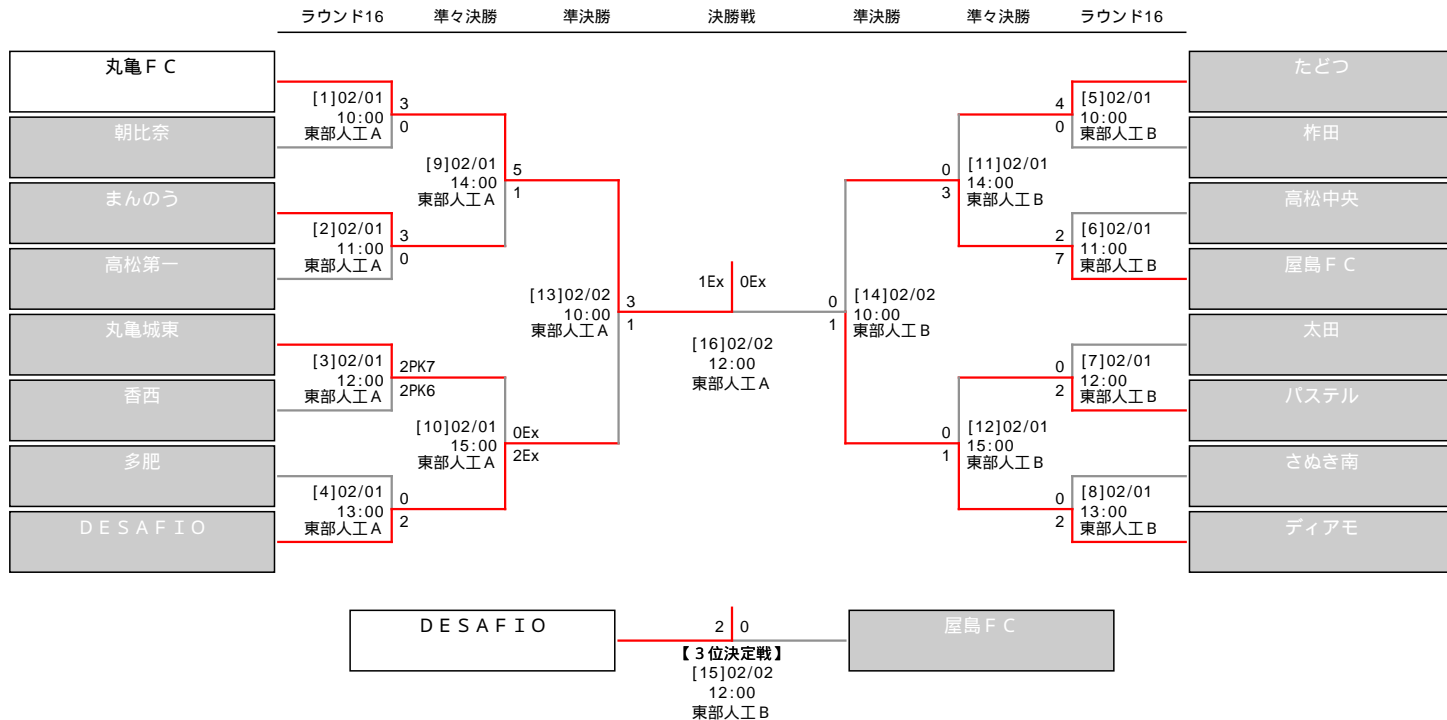 ラウンド16 準々決勝 準決勝 決勝戦 準決勝 準々決勝 ラウンド16
丸亀ＦＣ
朝比奈
まんのう
高松第一
丸亀城東
香西
多肥
ＤＥＳＡＦＩＯ
[1]02/01
10:00
東部人工Ａ
3
0
[2]02/01
11:00
東部人工Ａ
3
0
[3]02/01
12:00
東部人工Ａ
2PK7
2PK6
[4]02/01
13:00
東部人工Ａ
0
2
[9]02/01
14:00
東部人工Ａ
5
1
[10]02/01
15:00
東部人工Ａ
0Ex
2Ex
[13]02/02
10:00
東部人工Ａ
3
1
1Ex 0Ex
[16]02/02
12:00
東部人工Ａ
0
1
[14]02/02
10:00
東部人工Ｂ
0
3
[11]02/01
14:00
東部人工Ｂ
0
1
[12]02/01
15:00
東部人工Ｂ
4
0
[5]02/01
10:00
東部人工Ｂ
2
7
[6]02/01
11:00
東部人工Ｂ
0
2
[7]02/01
12:00
東部人工Ｂ
0
2
[8]02/01
13:00
東部人工Ｂ
たどつ
柞田
高松中央
屋島ＦＣ
太田
パステル
さぬき南
ディアモ
ＤＥＳＡＦＩＯ
2 0
屋島ＦＣ
【３位決定戦】
[15]02/02
12:00
東部人工Ｂ